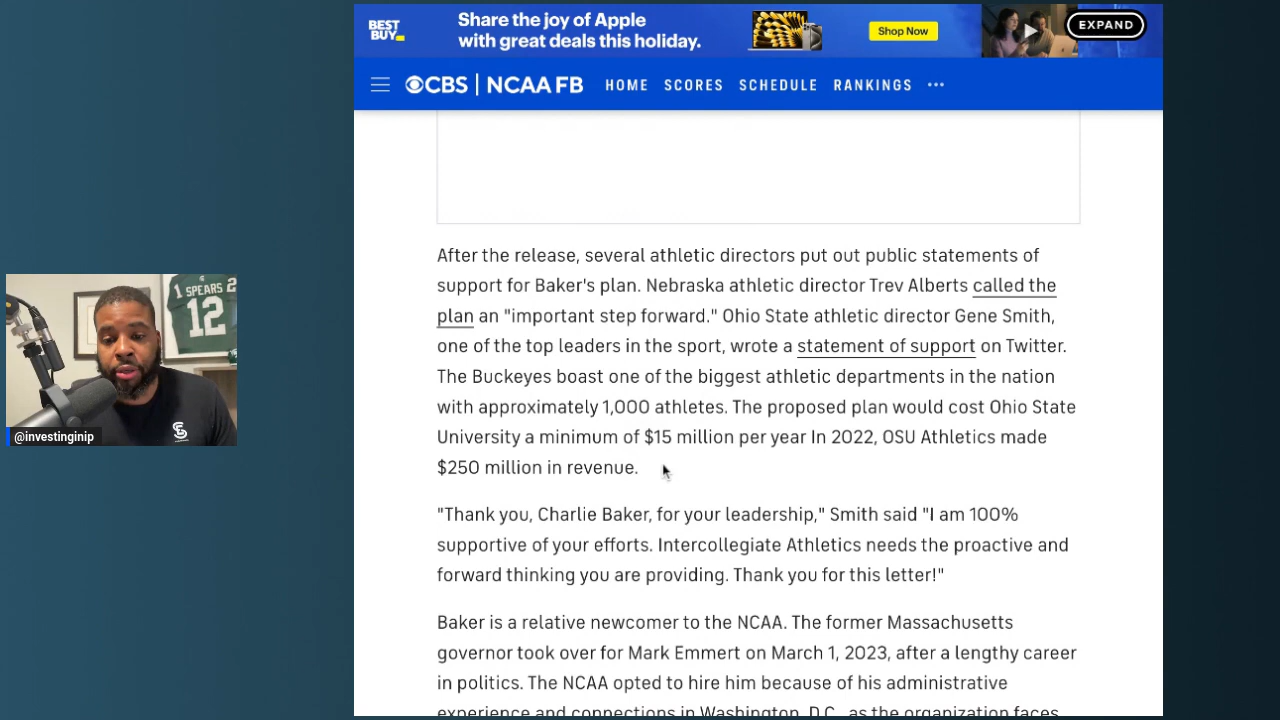 BEST
BUY
Share the joy of Apple
with great deals this holiday.
Shop Now
EXPAND
CBS | NCAA FB
HOME
SCORES
SCHEDULE
RANKINGS
After the release, several athletic directors put out public statements of
support for Baker's plan. Nebraska athletic director Trev Alberts called the
plan an "important step forward." Ohio State athletic director Gene Smith,
one of the top leaders in the sport, wrote a statement of support on Twitter.
The Buckeyes boast one of the biggest athletic departments in the nation
with approximately 1,000 athletes. The proposed plan would cost Ohio State
University a minimum of $15 million per year In 2022, OSU Athletics made
$250 million in revenue.
"Thank you, Charlie Baker, for your leadership," Smith said "I am 100%
supportive of your efforts. Intercollegiate Athletics needs the proactive and
forward thinking you are providing. Thank you for this letter!"
Baker is a relative newcomer to the NCAA. The former Massachusetts
governor took over for Mark Emmert on March 1, 2023, after a lengthy career
in politics. The NCAA opted to hire him because of his administrative
experience and connections in Washington, D.C., as the organization faces
1 SPEARS 2
12
@investinginip